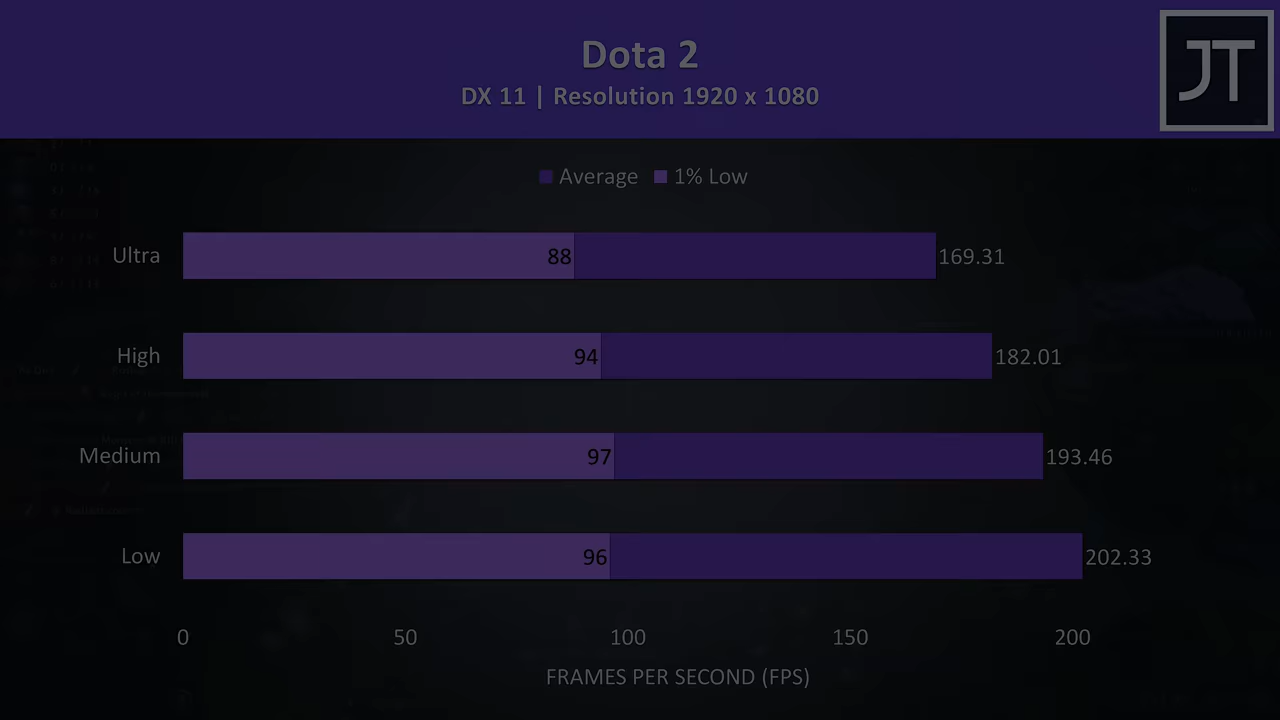 Dota 2
JT
DX 11 | Resolution 1920 x 1080
Average 1% Low
Ultra 88 169.31
High 94 182.01
Medium 97 193.46
Low 96 202.33
0 50 100 150 200
FRAMES PER SECOND (FPS)